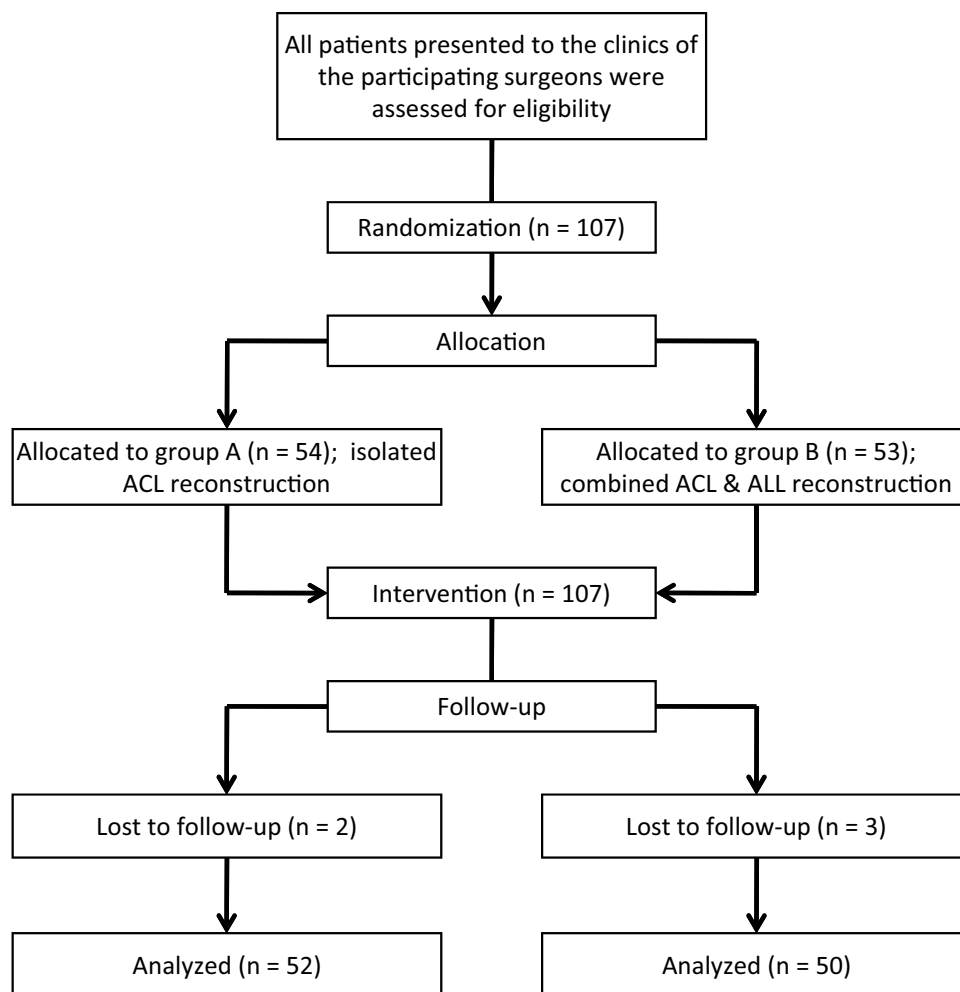 All patients presented to the clinics of
the participating surgeons were
assessed for eligibility
Randomization (n = 107)
Allocation
Allocated to group A (n = 54); isolated
ACL reconstruction
Allocated to group B (n = 53);
combined ACL & ALL reconstruction
Intervention (n = 107)
Follow-up
Lost to follow-up (n = 2)
Lost to follow-up (n = 3)
Analyzed (n = 52)
Analyzed (n = 50)